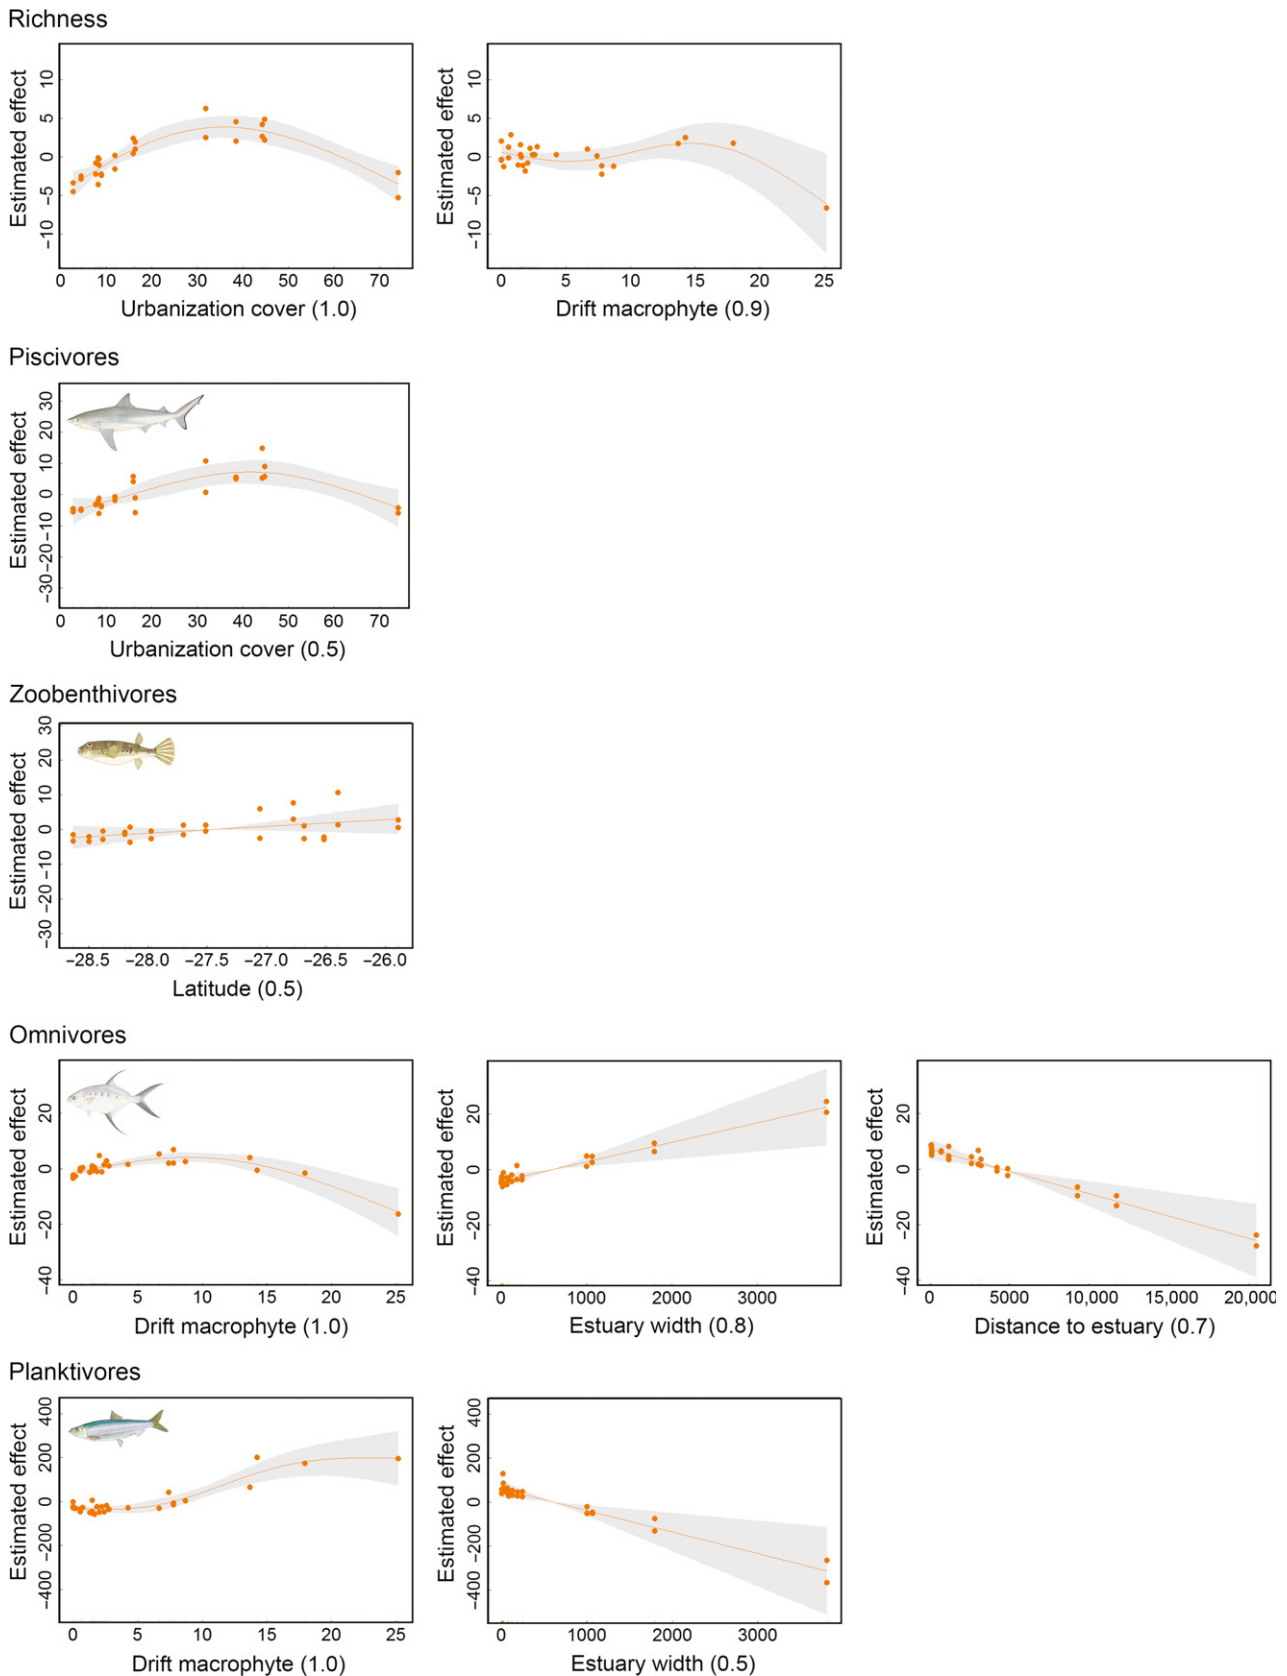 Richness
Estimated effect
10
5
0
−5
−10
0 10 20 30 40 50 60 70
Urbanization cover (1.0)
Estimated effect
10
5
0
−5
−10
0 5 10 15 20 25
Drift macrophyte (0.9)
Piscivores
Estimated effect
30
20
10
0
−10
−20
−30
0 10 20 30 40 50 60 70
Urbanization cover (0.5)
Zoobenthivores
Estimated effect
30
20
10
0
−10
−20
−30
−28.5 −28.0 −27.5 −27.0 −26.5 −26.0
Latitude (0.5)
Omnivores
Estimated effect
20
0
−20
−40
0 5 10 15 20 25
Drift macrophyte (1.0)
Estimated effect
20
0
−20
−40
0 1000 2000 3000
Estuary width (0.8)
Estimated effect
20
0
−20
−40
0 5000 10,000 15,000 20,000
Distance to estuary (0.7)
Planktivores
Estimated effect
400
200
0
−200
−400
0 5 10 15 20 25
Drift macrophyte (1.0)
Estimated effect
400
200
0
−200
−400
0 1000 2000 3000
Estuary width (0.5)